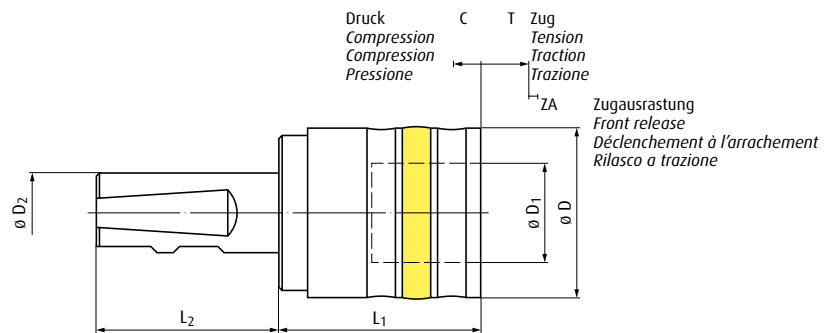 Druck C T Zug
Compression Tension
Compression Traction
Pressione Trazione
ZA Zugausrastung
Front release
Déclenchement à l'arrachement
Rilasco a trazione
ø D₂
ø D₁
ø D
L₂
L₁